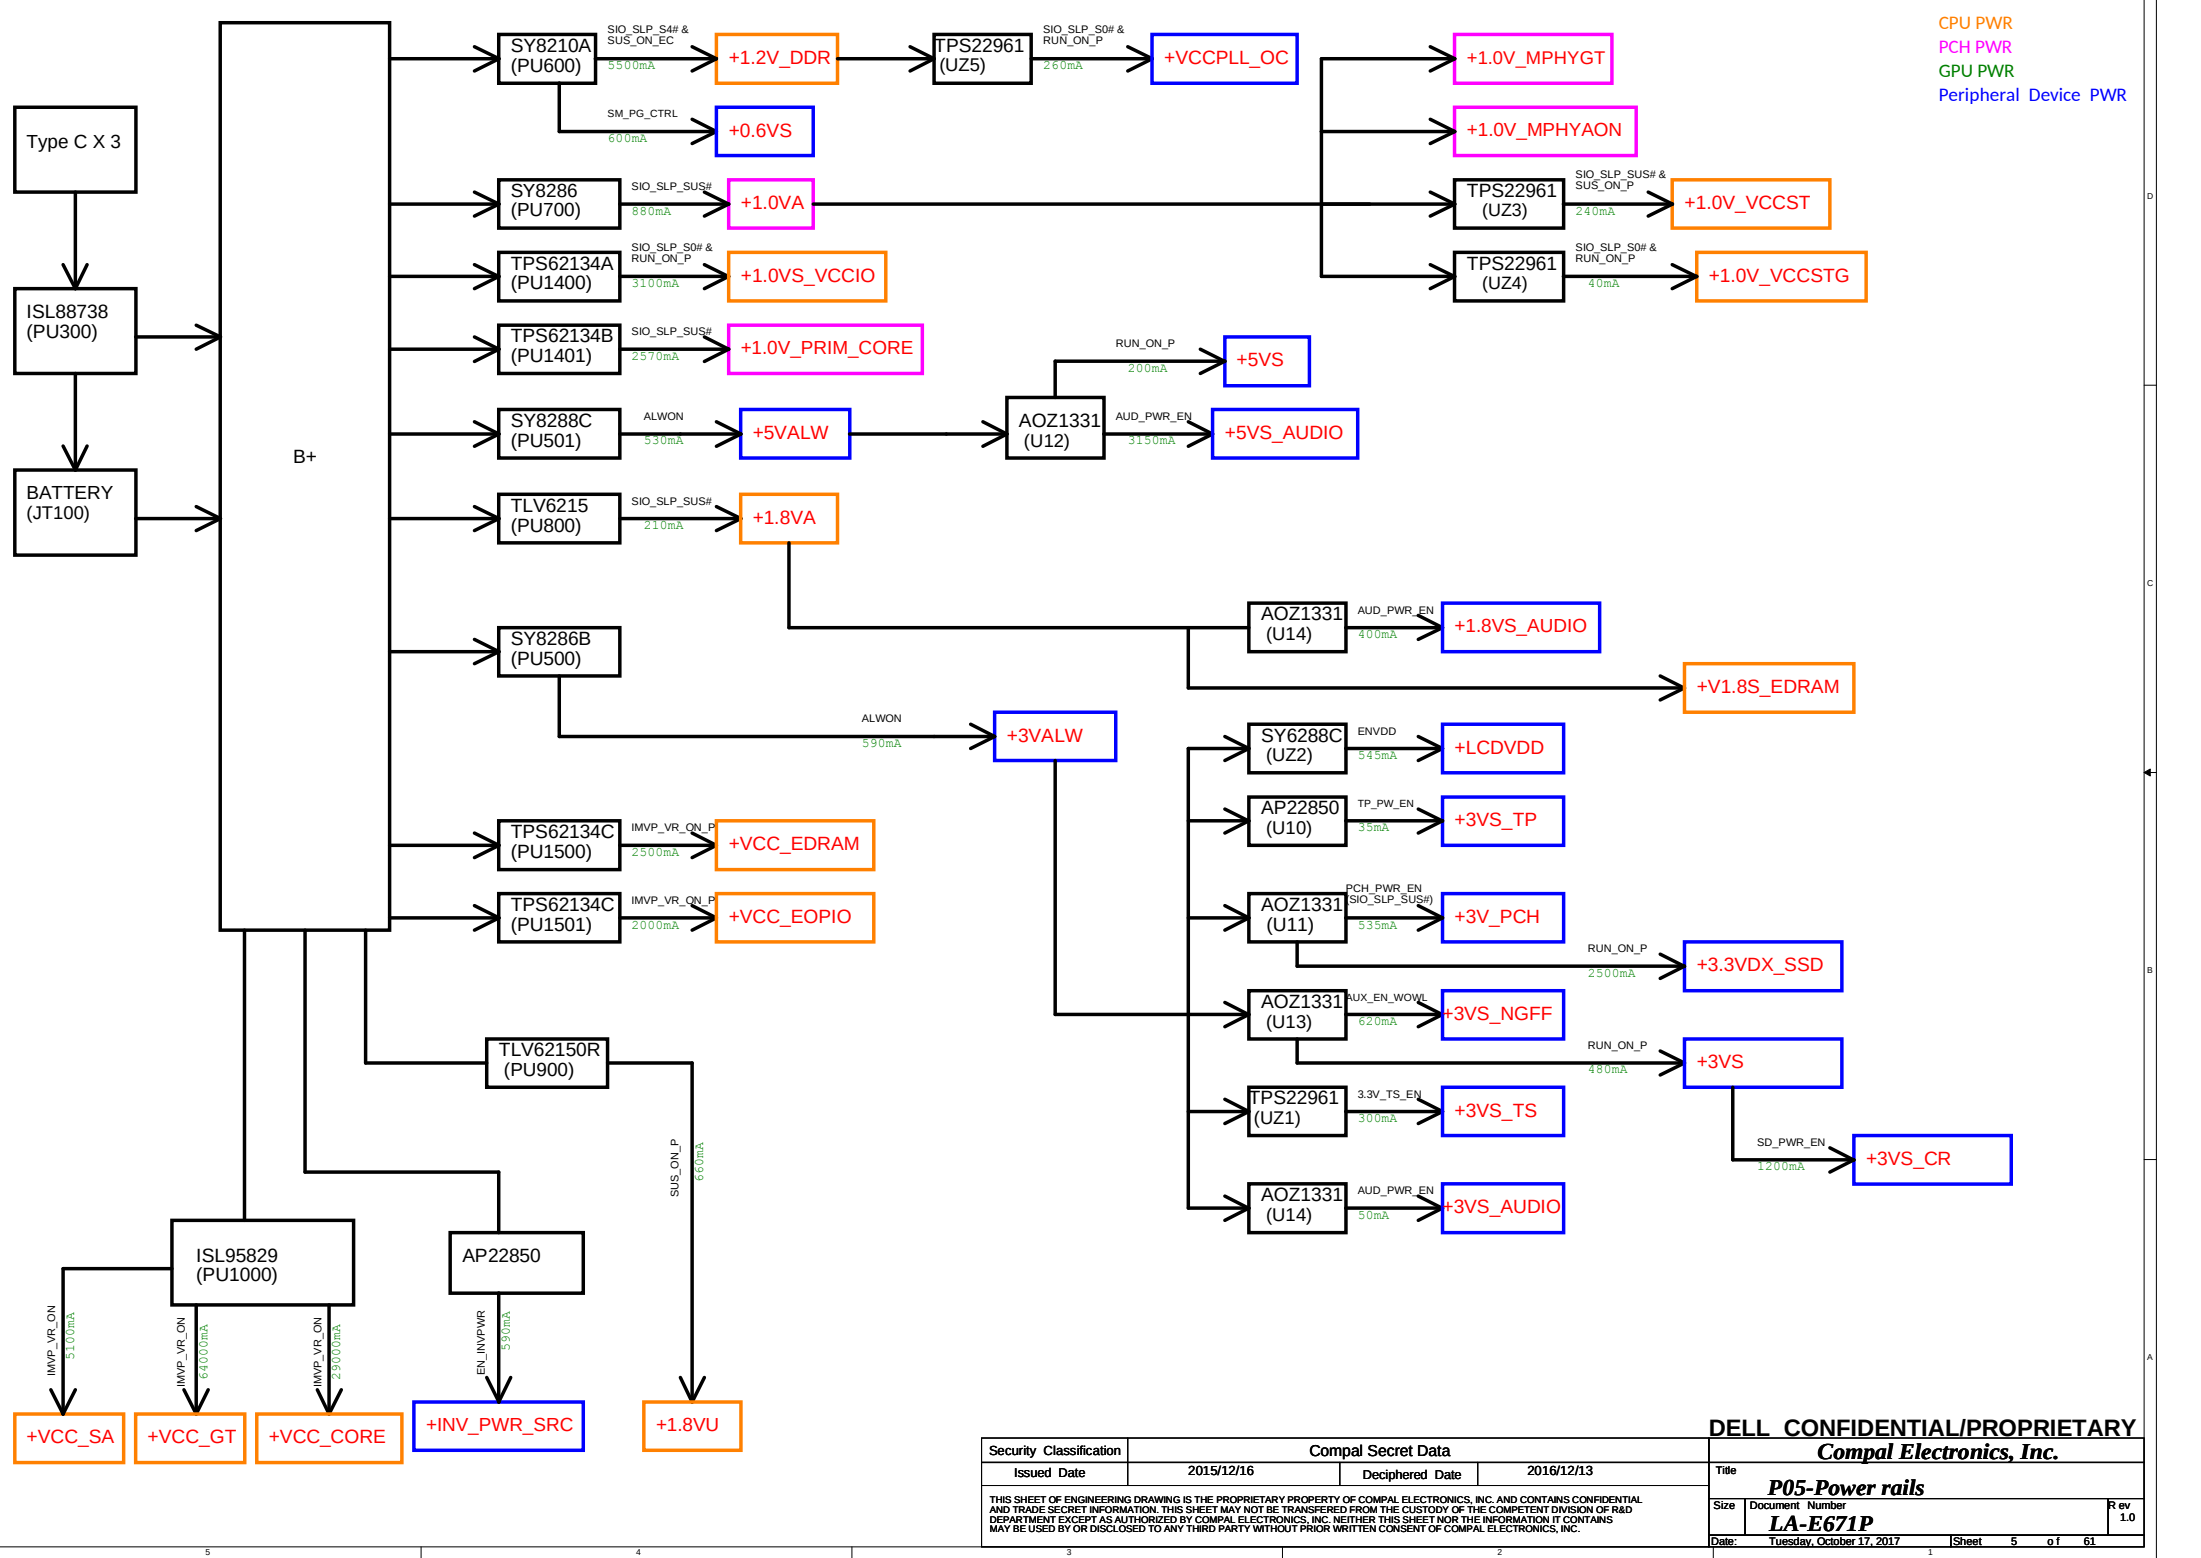 CPU PWR
PCH PWR
GPU PWR
Peripheral Device PWR
Type C X 3
ISL88738
(PU300)
BATTERY
(JT100)
B+
SY8210A
(PU600)
SIO_SLP_S4# &
SUS_ON_EC
5500mA
+1.2V_DDR
TPS22961
(UZ5)
SIO_SLP_S0# &
RUN_ON_P
260mA
+VCCPLL_OC
SM_PG_CTRL
600mA
+0.6VS
SY8286
(PU700)
SIO_SLP_SUS#
880mA
+1.0VA
+1.0V_MPHYGT
+1.0V_MPHYAON
TPS22961
(UZ3)
SIO_SLP_SUS# &
SUS_ON_P
240mA
+1.0V_VCCST
TPS22961
(UZ4)
SIO_SLP_S0# &
RUN_ON_P
40mA
+1.0V_VCCSTG
TPS62134A
(PU1400)
SIO_SLP_S0# &
RUN_ON_P
3100mA
+1.0VS_VCCIO
TPS62134B
(PU1401)
SIO_SLP_SUS#
2570mA
+1.0V_PRIM_CORE
SY8288C
(PU501)
ALWON
530mA
+5VALW
AOZ1331
(U12)
RUN_ON_P
200mA
+5VS
AUD_PWR_EN
3150mA
+5VS_AUDIO
TLV6215
(PU800)
SIO_SLP_SUS#
210mA
+1.8VA
AOZ1331
(U14)
AUD_PWR_EN
400mA
+1.8VS_AUDIO
+V1.8S_EDRAM
SY8286B
(PU500)
ALWON
590mA
+3VALW
SY6288C
(UZ2)
ENVDD
545mA
+LCDVDD
AP22850
(U10)
TP_PW_EN
35mA
+3VS_TP
AOZ1331
(U11)
PCH_PWR_EN
(SIO_SLP_SUS#)
535mA
+3V_PCH
RUN_ON_P
2500mA
+3.3VDX_SSD
AOZ1331
(U13)
AUX_EN_WOWL
620mA
+3VS_NGFF
RUN_ON_P
480mA
+3VS
SD_PWR_EN
1200mA
+3VS_CR
TPS22961
(UZ1)
3.3V_TS_EN
300mA
+3VS_TS
AOZ1331
(U14)
AUD_PWR_EN
50mA
+3VS_AUDIO
TPS62134C
(PU1500)
IMVP_VR_ON_P
2500mA
+VCC_EDRAM
TPS62134C
(PU1501)
IMVP_VR_ON_P
2000mA
+VCC_EOPIO
TLV62150R
(PU900)
SUS_ON_P
660mA
+1.8VU
ISL95829
(PU1000)
IMVP_VR_ON
5100mA
+VCC_SA
IMVP_VR_ON
64000mA
+VCC_GT
IMVP_VR_ON
29000mA
+VCC_CORE
AP22850
EN_INVPWR
590mA
+INV_PWR_SRC
D
C
B
A
DELL CONFIDENTIAL/PROPRIETARY
Security Classification
Compal Secret Data
Issued Date
2015/12/16
Deciphered Date
2016/12/13
THIS SHEET OF ENGINEERING DRAWING IS THE PROPRIETARY PROPERTY OF COMPAL ELECTRONICS, INC. AND CONTAINS CONFIDENTIAL
AND TRADE SECRET INFORMATION. THIS SHEET MAY NOT BE TRANSFERED FROM THE CUSTODY OF THE COMPETENT DIVISION OF R&D
DEPARTMENT EXCEPT AS AUTHORIZED BY COMPAL ELECTRONICS, INC. NEITHER THIS SHEET NOR THE INFORMATION IT CONTAINS
MAY BE USED BY OR DISCLOSED TO ANY THIRD PARTY WITHOUT PRIOR WRITTEN CONSENT OF COMPAL ELECTRONICS, INC.
Compal Electronics, Inc.
Title
P05-Power rails
Size
Document Number
Rev
LA-E671P
1.0
Date: Tuesday, October 17, 2017
Sheet 5 of 61
5
4
3
2
1